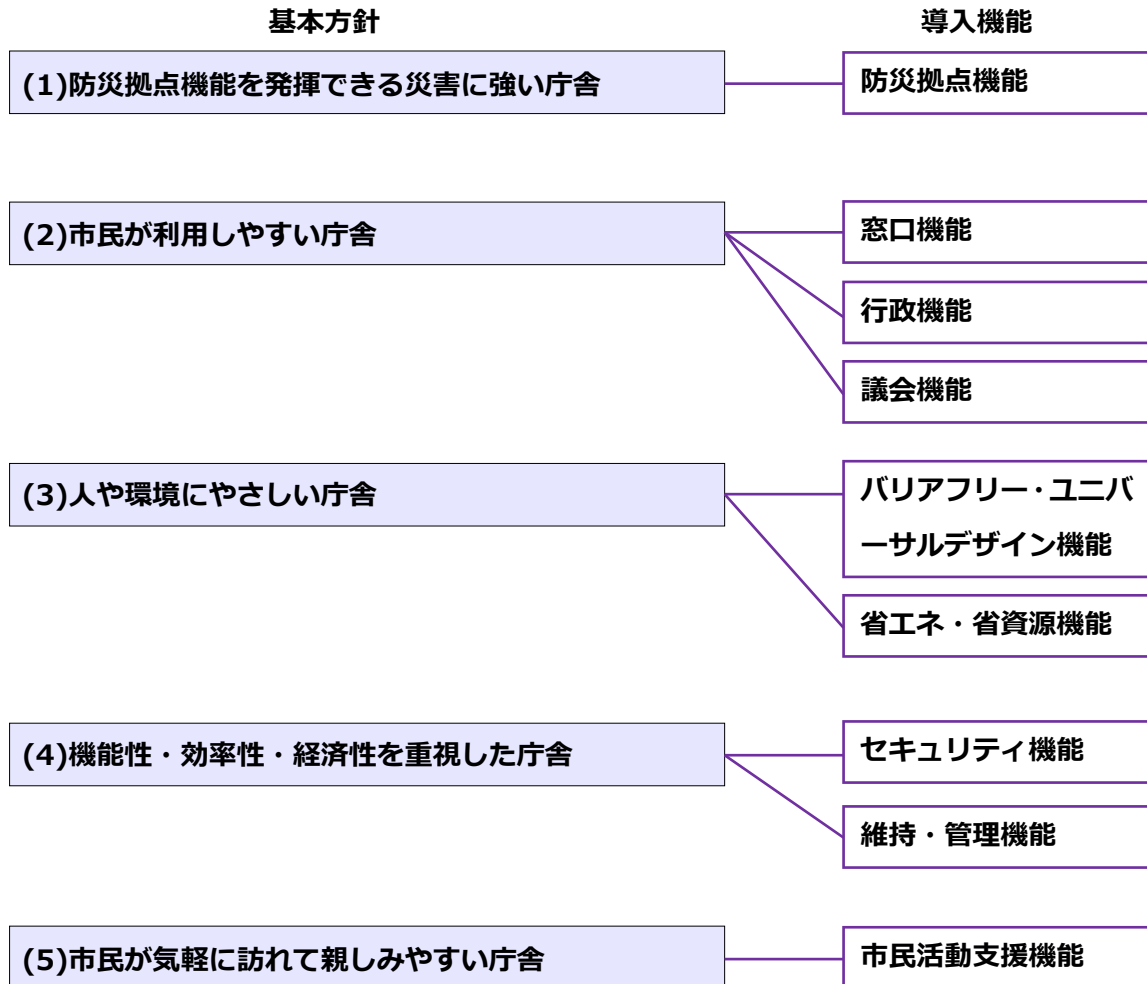 基本方針
導入機能
(1)防災拠点機能を発揮できる災害に強い庁舎
防災拠点機能
(2)市民が利用しやすい庁舎
窓口機能
行政機能
議会機能
(3)人や環境にやさしい庁舎
バリアフリー・ユニバ
ーサルデザイン機能
省エネ・省資源機能
(4)機能性・効率性・経済性を重視した庁舎
セキュリティ機能
維持・管理機能
(5)市民が気軽に訪れて親しみやすい庁舎
市民活動支援機能